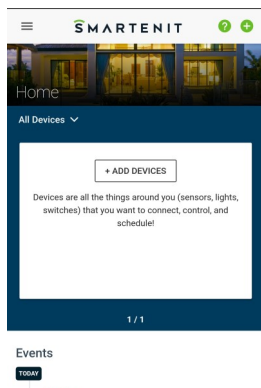 SMARTENIT
Home
All Devices
+ ADD DEVICES
Devices are all the things around you (sensors, lights,
switches) that you want to connect, control, and
schedule!
1 / 1
Events
TODAY